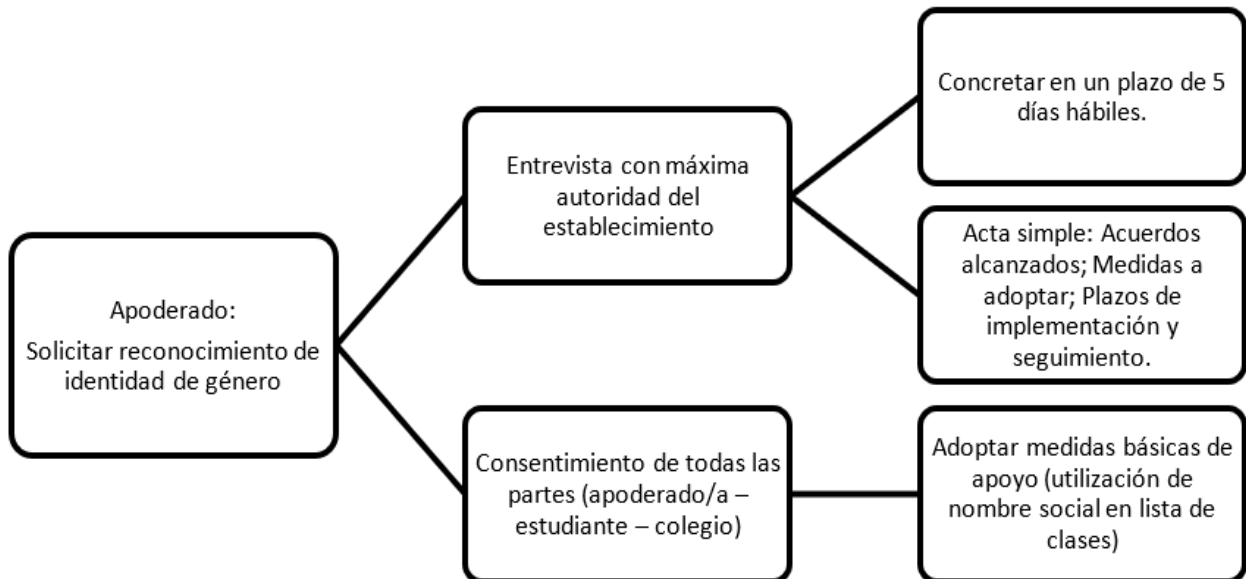 Apoderado:
Solicitar reconocimiento de
identidad de género
Entrevista con máxima
autoridad del
establecimiento
Concretar en un plazo de 5
días hábiles.
Acta simple: Acuerdos
alcanzados; Medidas a
adoptar; Plazos de
implementación y
seguimiento.
Consentimiento de todas las
partes (apoderado/a –
estudiante – colegio)
Adoptar medidas básicas de
apoyo (utilización de
nombre social en lista de
clases)